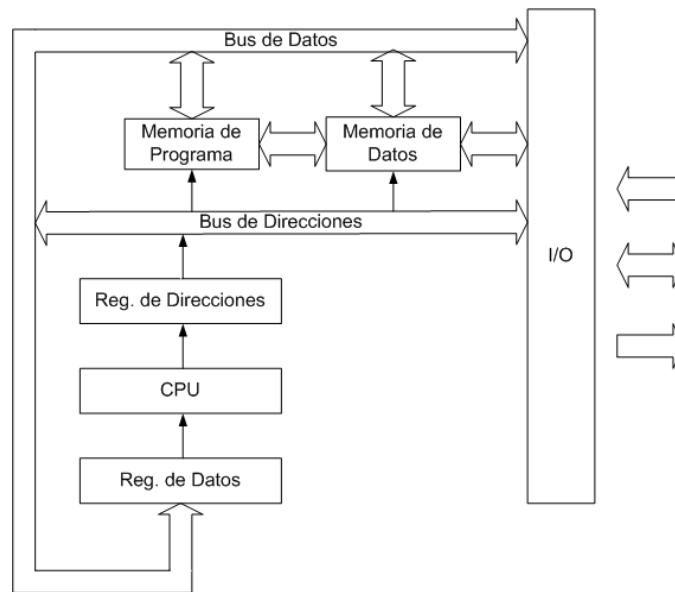 Bus de Datos
Memoria de
Programa
Memoria de
Datos
Bus de Direcciones
I/O
Reg. de Direcciones
CPU
Reg. de Datos